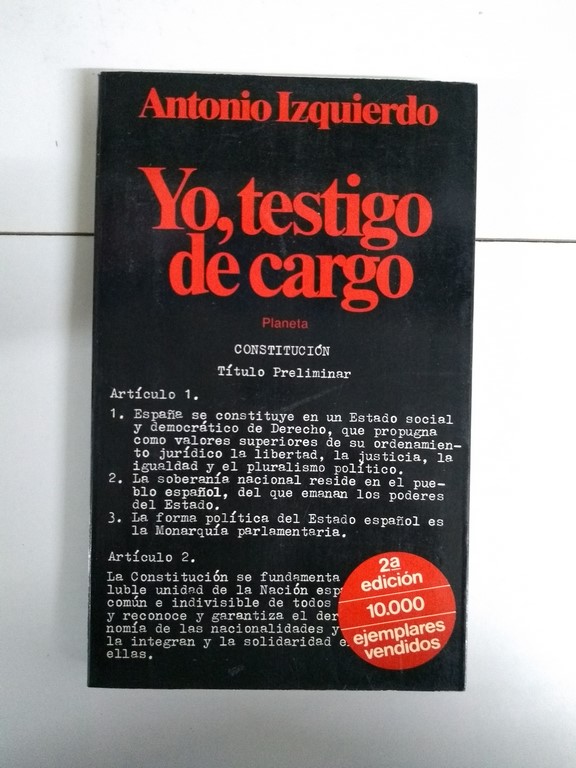 Antonio Izquierdo
Yo, testigo
de cargo
Planeta
CONSTITUCIÓN
Título Preliminar
Artículo 1.
1. España se constituye en un Estado social
y democrático de Derecho, que propugna
como valores superiores de su ordenamien-
to jurídico la libertad, la justicia, la
igualdad y el pluralismo político.
2. La soberanía nacional reside en el pue-
blo español, del que emanan los poderes
del Estado.
3. La forma política del Estado español es
la Monarquía parlamentaria.
Artículo 2.
La Constitución se fundamenta
luble unidad de la Nación esp
común e indivisible de todos
y reconoce y garantiza el der
nomía de las nacionalidades y
la integran y la solidaridad e
ellas.
2a
edición
10.000
ejemplares
vendidos